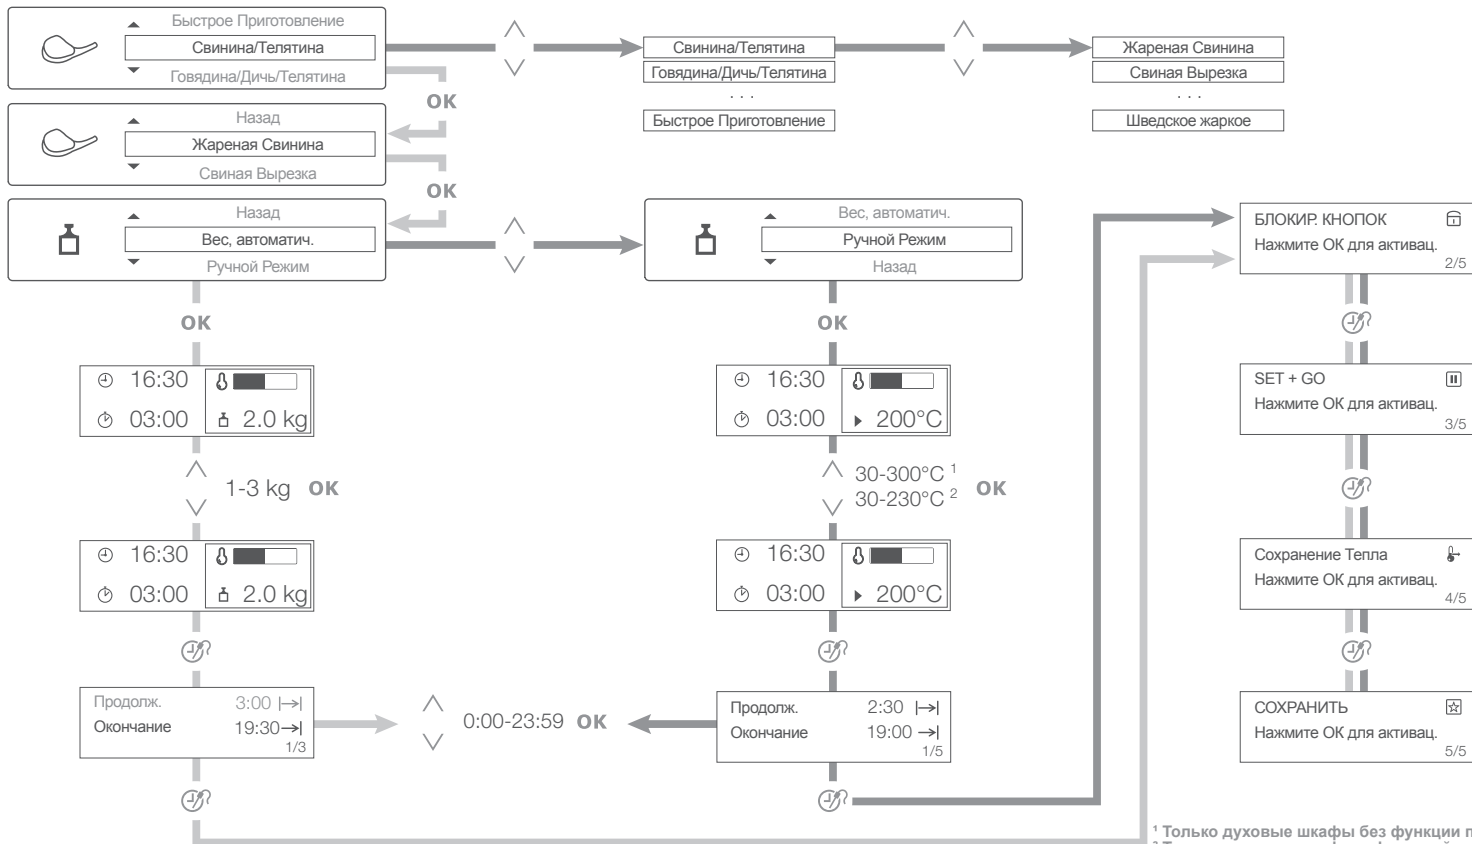 Быстрое Приготовление
Свинина/Телятина
Говядина/Дичь/Телятина
Свинина/Телятина
Говядина/Дичь/Телятина
. . .
Быстрое Приготовление
Жареная Свинина
Свиная Вырезка
. . .
Шведское жаркое
OK
Назад
Жареная Свинина
Свиная Вырезка
OK
Назад
Вес, автоматич.
Ручной Режим
Вес, автоматич.
Ручной Режим
Назад
OK
16:30
03:00 2.0 kg
1-3 kg OK
16:30
03:00 2.0 kg
Продолж. 3:00
Окончание 19:30
1/3
0:00-23:59 OK
OK
16:30
03:00 200°C
30-300°C ¹
30-230°C ² OK
16:30
03:00 200°C
Продолж. 2:30
Окончание 19:00
1/5
БЛОКИР. КНОПОК
Нажмите ОК для активац.
2/5
SET + GO
Нажмите ОК для активац.
3/5
Сохранение Тепла
Нажмите ОК для активац.
4/5
СОХРАНИТЬ
Нажмите ОК для активац.
5/5
¹ Только духовые шкафы без функции